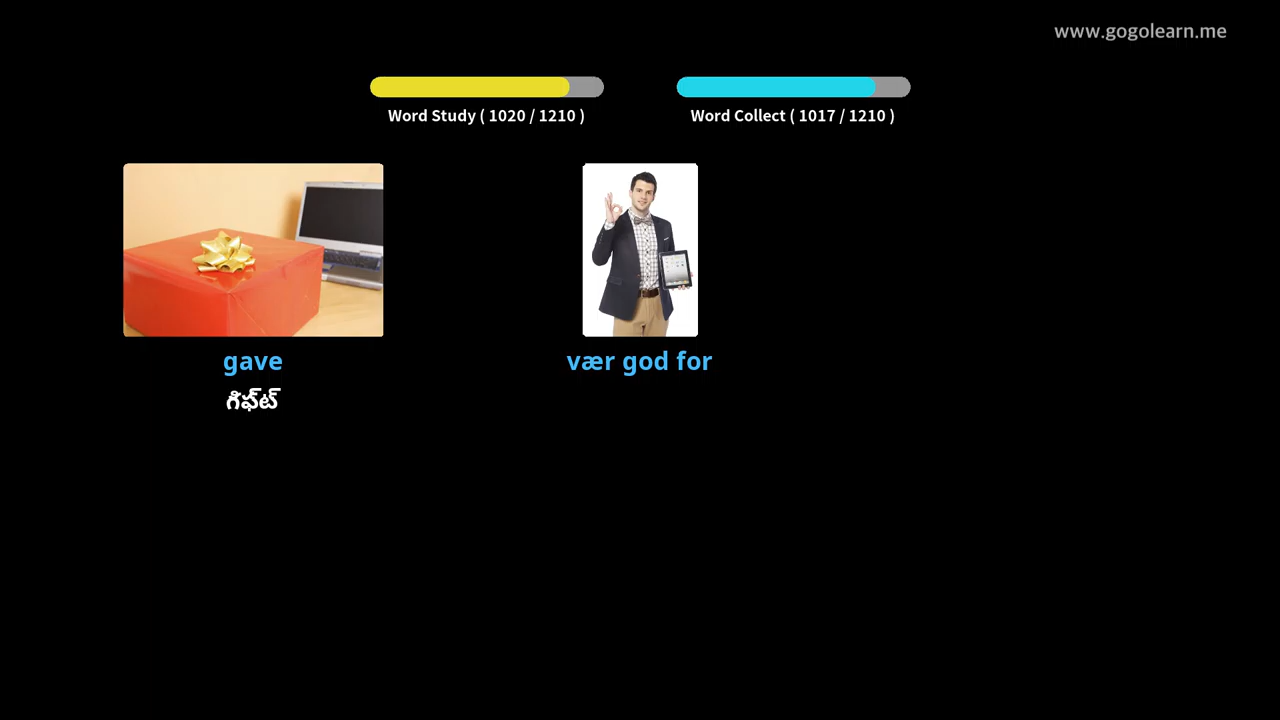 www.gogolearn.me
Word Study ( 1020 / 1210 )
Word Collect ( 1017 / 1210 )
gave
vær god for
గిఫ్ట్